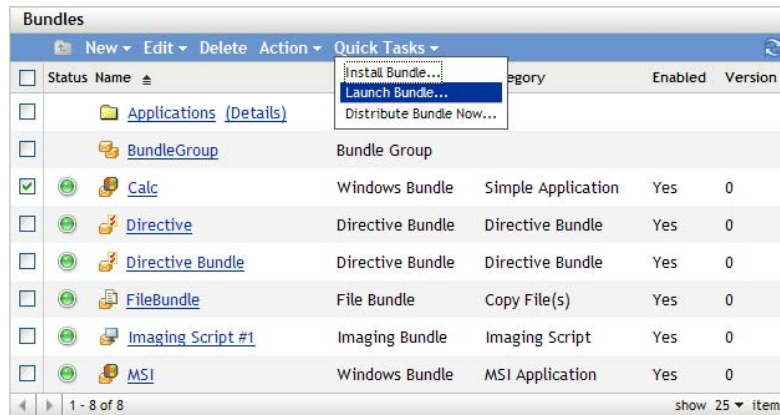 Bundles
New Edit Delete Action Quick Tasks
Install Bundle...
Launch Bundle...
Distribute Bundle Now...
Status Name egory Enabled Version
Applications (Details)
BundleGroup Bundle Group
Calc Windows Bundle Simple Application Yes 0
Directive Directive Bundle Directive Bundle Yes 0
Directive Bundle Directive Bundle Directive Bundle Yes 0
FileBundle File Bundle Copy File(s) Yes 0
Imaging Script #1 Imaging Bundle Imaging Script Yes 0
MSI Windows Bundle MSI Application Yes 0
1 - 8 of 8 show 25 item